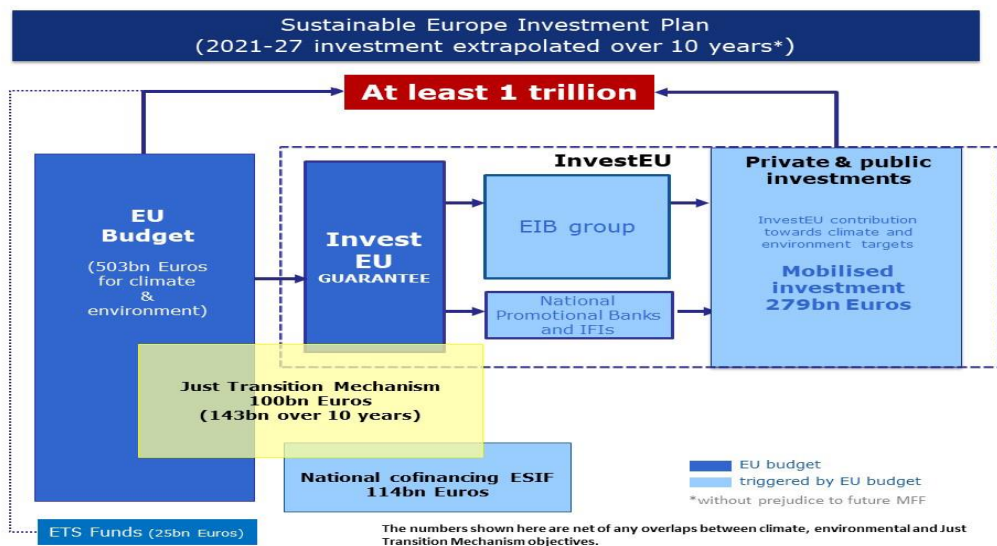 Sustainable Europe Investment Plan
(2021-27 investment extrapolated over 10 years*)
At least 1 trillion
EU
Budget
(503bn Euros
for climate
&
environment)
Invest
EU
GUARANTEE
InvestEU
EIB group
National
Promotional Banks
and IFIs
Private & public
investments
InvestEU contribution
towards climate and
environment targets
Mobilised
investment
279bn Euros
Just Transition Mechanism
100bn Euros
(143bn over 10 years)
National cofinancing ESIF
114bn Euros
EU budget
triggered by EU budget
*without prejudice to future MFF
ETS Funds (25bn Euros)
The numbers shown here are net of any overlaps between climate, environmental and Just
Transition Mechanism objectives.